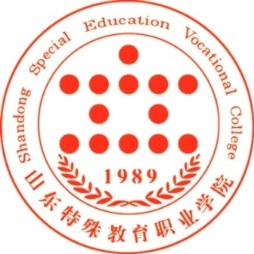 Shandong Special Education Vocational College
1989
山东特殊教育职业学院